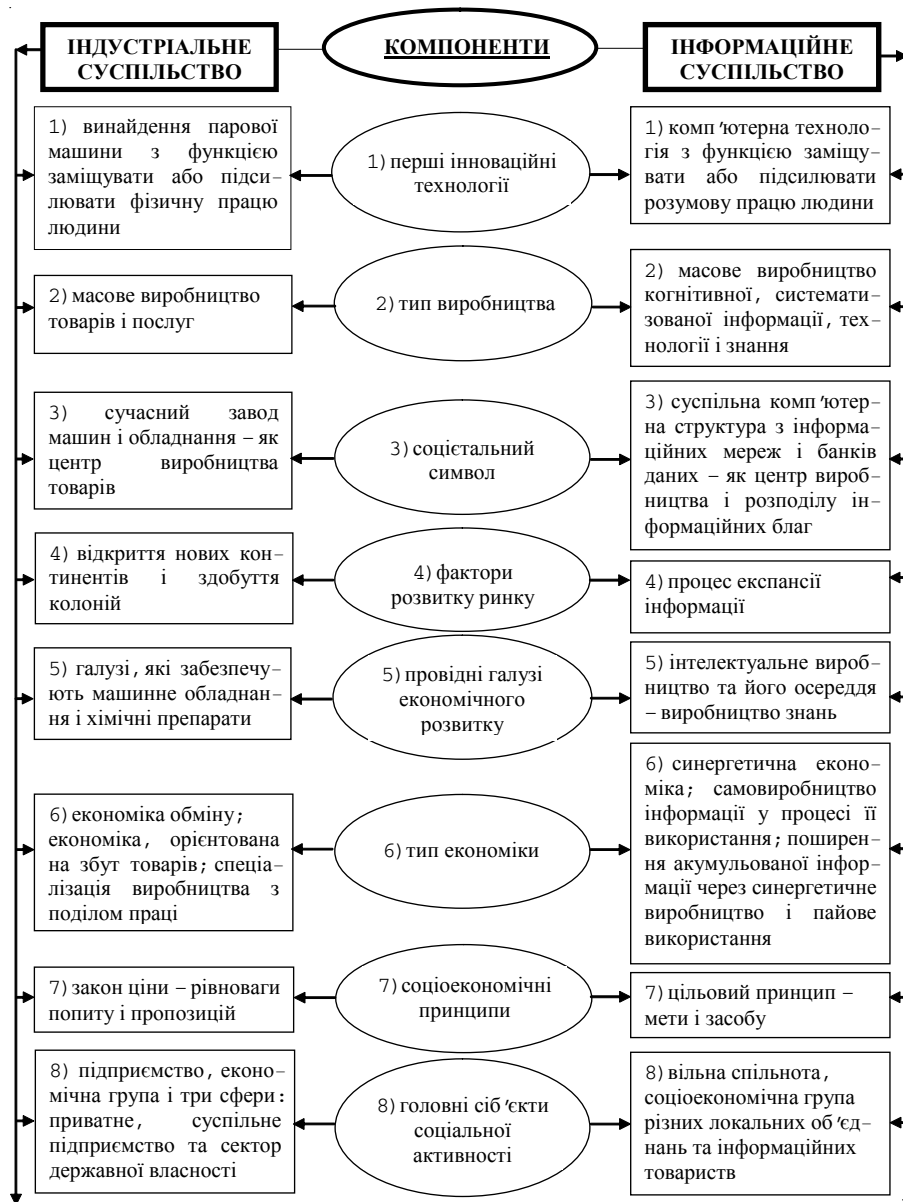 ІНДУСТРІАЛЬНЕ
СУСПІЛЬСТВО
КОМПОНЕНТИ
ІНФОРМАЦІЙНЕ
СУСПІЛЬСТВО
1) винайдення парової
машини з функцією
заміщувати або підси–
лювати фізичну працю
людини
1) перші інноваційні
технології
1) комп'ютерна техноло–
гія з функцією заміщу–
вати або підсилювати
розумову працю людини
2) масове виробництво
товарів і послуг
2) тип виробництва
2) масове виробництво
когнітивної, системати–
зованої інформації, тех–
нології і знання
3) сучасний завод
машин і обладнання – як
центр виробництва
товарів
3) соцієтальний
символ
3) суспільна комп'ютер–
на структура з інформа–
ційних мереж і банків
даних – як центр вироб–
ництва і розподілу ін–
формаційних благ
4) відкриття нових кон–
тинентів і здобуття
колоній
4) фактори
розвитку ринку
4) процес експансії
інформації
5) галузі, які забезпечу–
ють машинне обладнан–
ня і хімічні препарати
5) провідні галузі
економічного
розвитку
5) інтелектуальне вироб–
ництво та його осереддя
– виробництво знань
6) економіка обміну;
економіка, орієнтована
на збут товарів; спеціа–
лізація виробництва з
поділом праці
6) тип економіки
6) синергетична еконо–
міка; самовиробництво
інформації у процесі її
використання; поширен–
ня акумульованої інфор–
мації через синергетичне
виробництво і пайове
використання
7) закон ціни – рівноваги
попиту і пропозицій
7) соціоекономічні
принципи
7) цільовий принцип –
мети і засобу
8) підприємство, еконо–
мічна група і три сфери:
приватне, суспільне
підприємство та сектор
державної власності
8) головні сіб'єкти
соціальної
активності
8) вільна спільнота,
соціоекономічна група
різних локальних об'єд–
нань та інформаційних
товариств